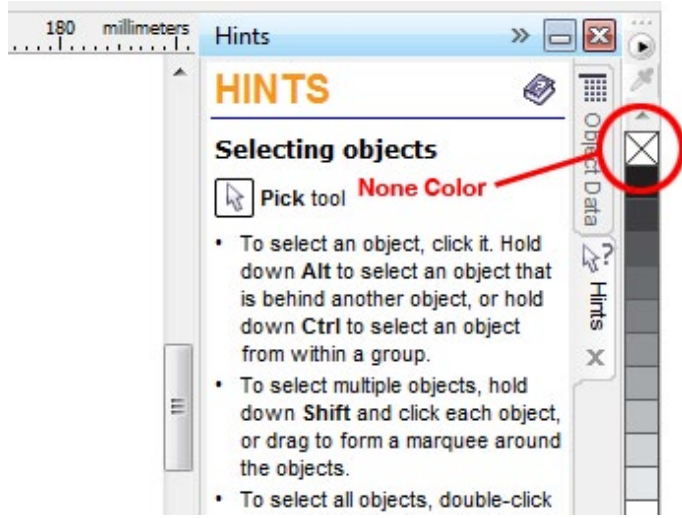 180 millimeters
Hints
HINTS
Selecting objects
Pick tool
None Color
• To select an object, click it. Hold
down Alt to select an object that
is behind another object, or hold
down Ctrl to select an object
from within a group.
• To select multiple objects, hold
down Shift and click each object,
or drag to form a marquee around
the objects.
• To select all objects, double-click
Object Data
Hints